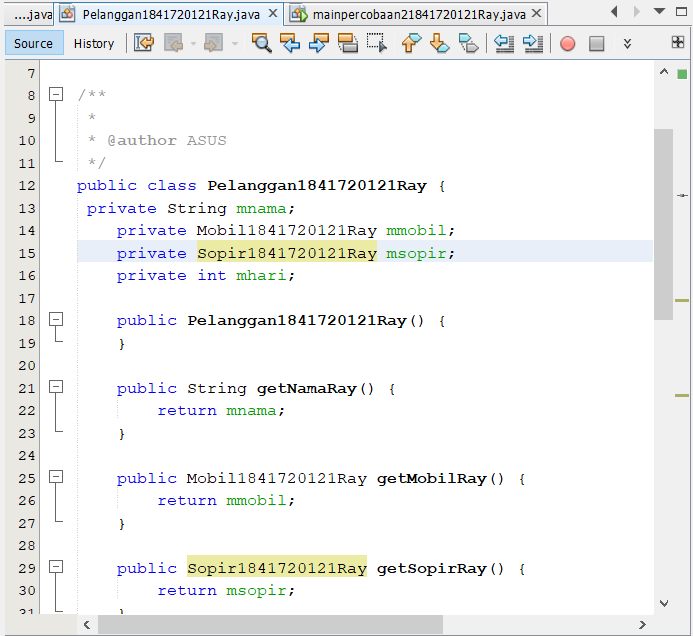 ....java Pelanggan1841720121Ray.java mainpercobaan21841720121Ray.java
Source History
7
8 /**
9 *
10 * @author ASUS
11 */
12 public class Pelanggan1841720121Ray {
13 private String mnama;
14 private Mobil1841720121Ray mmobil;
15 private Sopir1841720121Ray msopir;
16 private int mhari;
17
18 public Pelanggan1841720121Ray() {
19 }
20
21 public String getNamaRay() {
22 return mnama;
23 }
24
25 public Mobil1841720121Ray getMobilRay() {
26 return mmobil;
27 }
28
29 public Sopir1841720121Ray getSopirRay() {
30 return msopir;
31 }